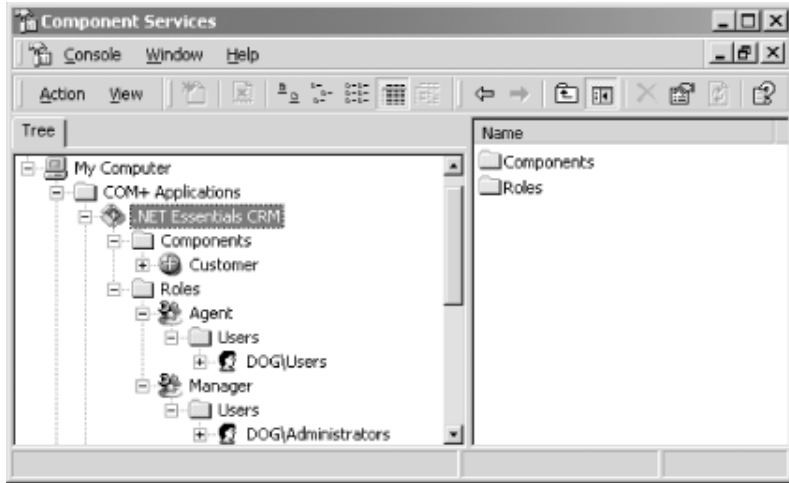 Component Services
Console Window Help
Action View
Tree
My Computer
COM+ Applications
.NET Essentials CRM
Components
Customer
Roles
Agent
Users
DOG\Users
Manager
Users
DOG\Administrators
Name
Components
Roles